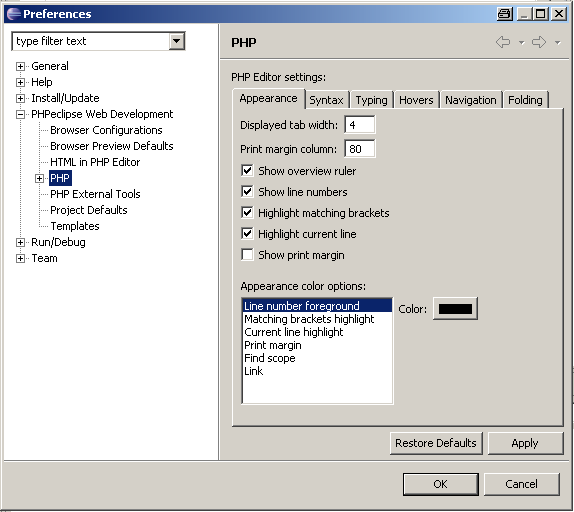 Preferences
type filter text
General
Help
Install/Update
PHPeclipse Web Development
Browser Configurations
Browser Preview Defaults
HTML in PHP Editor
PHP
PHP External Tools
Project Defaults
Templates
Run/Debug
Team
PHP
PHP Editor settings:
Appearance Syntax Typing Hovers Navigation Folding
Displayed tab width: 4
Print margin column: 80
Show overview ruler
Show line numbers
Highlight matching brackets
Highlight current line
Show print margin
Appearance color options:
Line number foreground
Matching brackets highlight
Current line highlight
Print margin
Find scope
Link
Color:
Restore Defaults Apply
OK Cancel